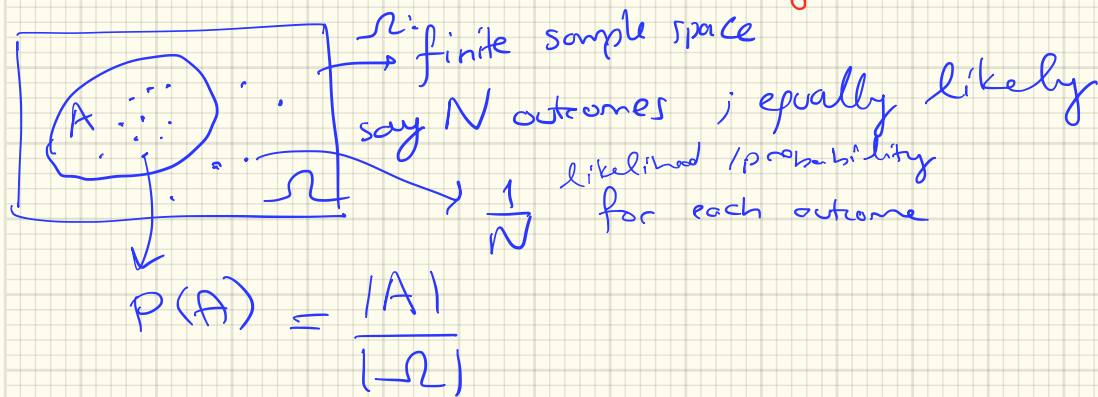 Ω:
finite sample space
say N outcomes ; equally likely
A
Ω
1/N
likelihood / probability
for each outcome
P(A) = |A| / |Ω|